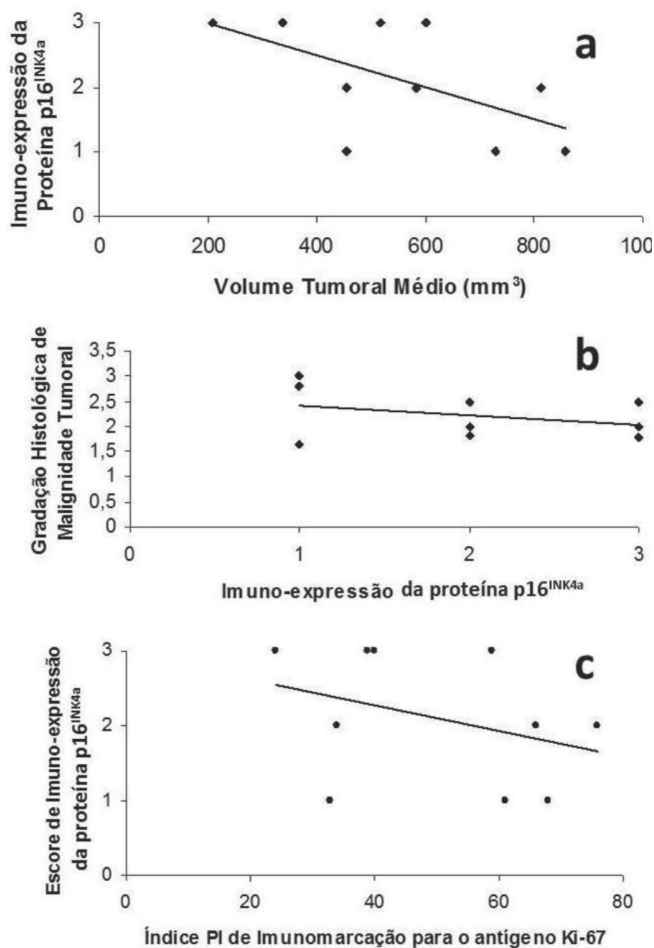 Imuno-expressão da
Proteína p16INK4a
3
2
1
0
a
0
200
400
600
800
100
Volume Tumoral Médio (mm3)
Gradação Histológica de
Malignidade Tumoral
3,5
3
2,5
2
1,5
1
0,5
0
b
0
1
2
3
Imuno-expressão da proteína p16INK4a
Escore de Imuno-expressão
da proteína p16INK4a
3
2
1
0
c
0
20
40
60
80
Índice PI de Imunomarcação para o antígeno Ki-67